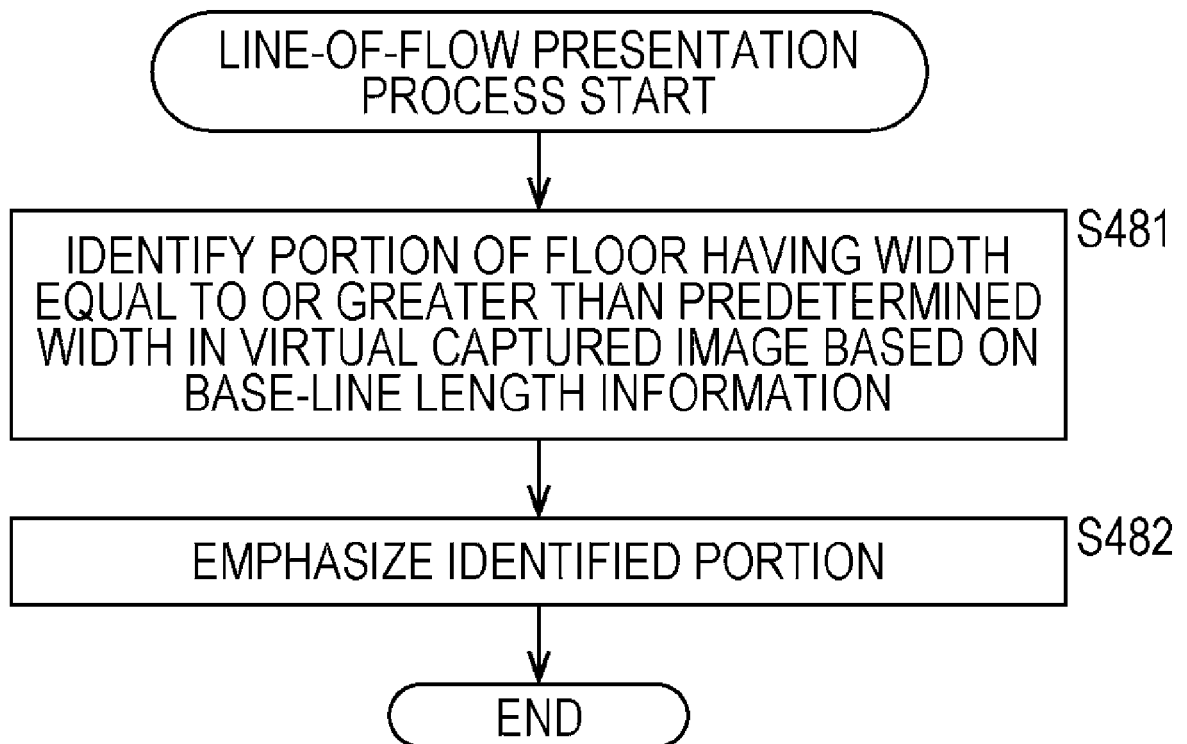 LINE-OF-FLOW PRESENTATION
PROCESS START
S481
IDENTIFY PORTION OF FLOOR HAVING WIDTH
EQUAL TO OR GREATER THAN PREDETERMINED
WIDTH IN VIRTUAL CAPTURED IMAGE BASED ON
BASE-LINE LENGTH INFORMATION
S482
EMPHASIZE IDENTIFIED PORTION
END